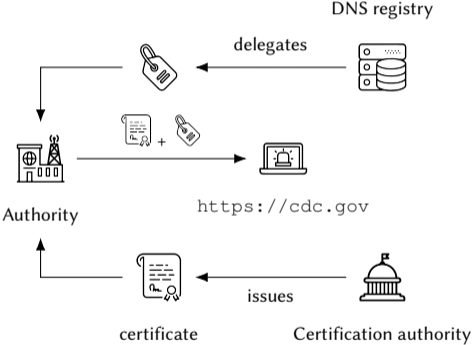 DNS registry
delegates
+
Authority
https://cdc.gov
issues
certificate
Certification authority